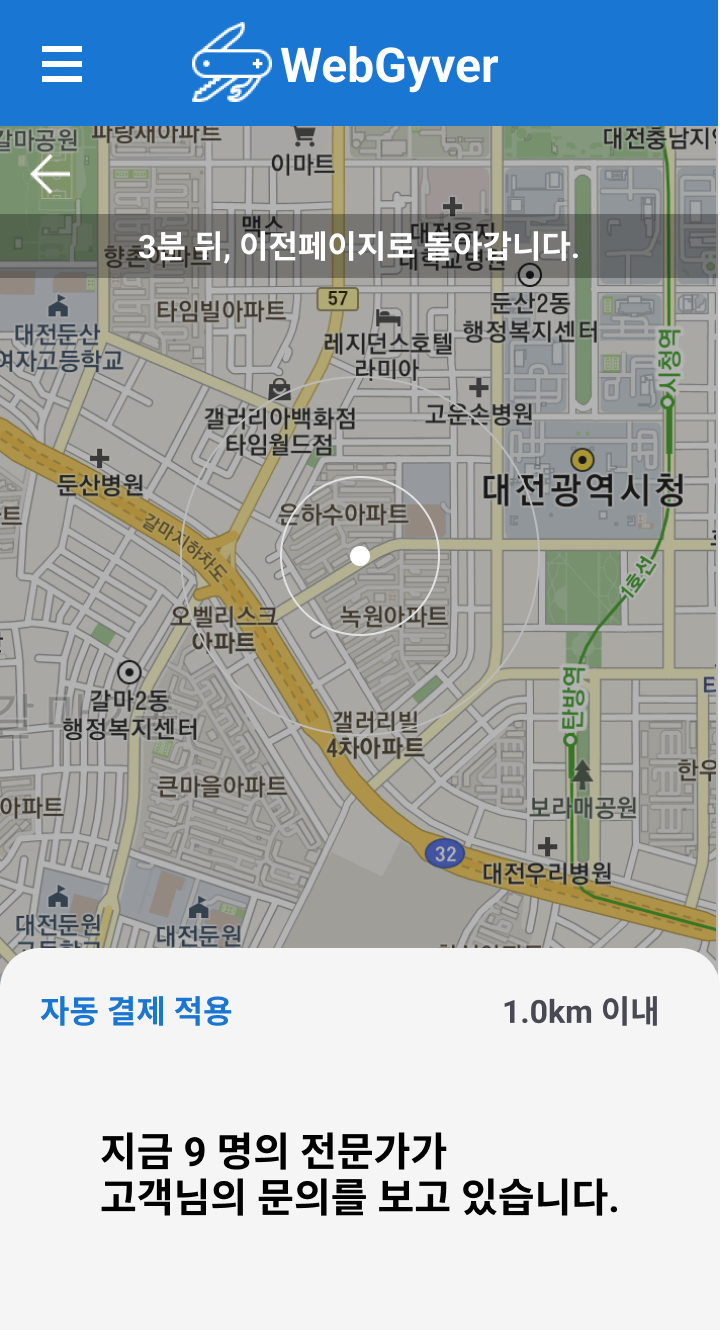 WebGyver
갈마공원
파랑새아파트
이마트
3분 뒤, 이전페이지로 돌아갑니다.
57
둔산2동
행정복지센터
타임빌아파트
대전둔산
여자고등학교
레지던스호텔
라미아
시청역
갤러리아백화점
타임월드점
고운손병원
둔산병원
대전광역시청
은하수아파트
갈마지하차도
1호선
오벨리스크
아파트
녹원아파트
갈마2동
행정복지센터
탄방역
갤러리빌
4차아파트
큰마을아파트
아파트
보라매공원
32
대전우리병원
대전둔원
대전둔원
자동 결제 적용
1.0km 이내
지금 9 명의 전문가가
고객님의 문의를 보고 있습니다.